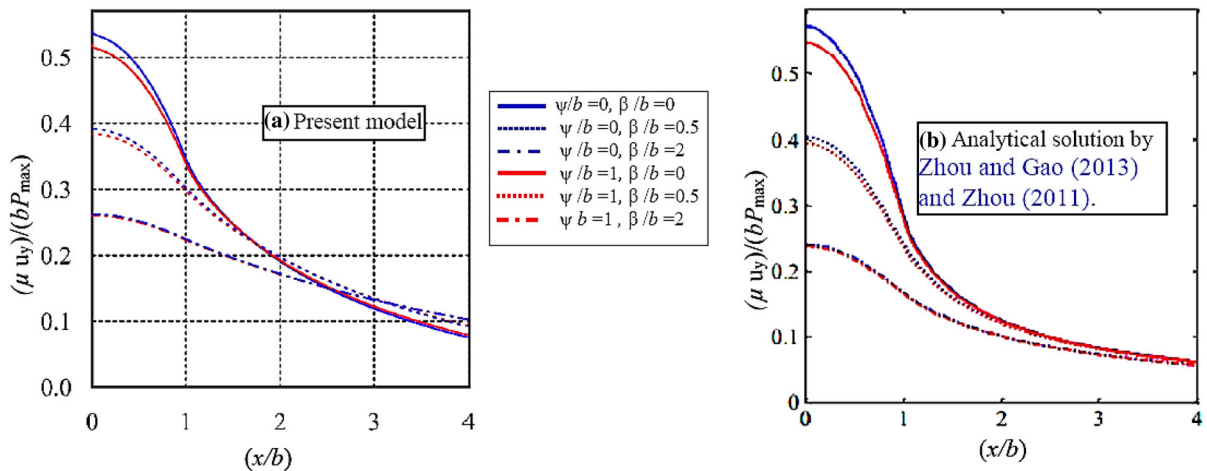 0.5
0.4
0.3
0.2
0.1
0.0
0
1
2
3
4
(μ uy)/(bPmax)
(x/b)
(a) Present model
ψ/b =0, β /b =0
ψ /b =0, β /b =0.5
ψ /b =0, β /b =2
ψ /b =1, β /b =0
ψ /b =1, β /b =0.5
ψ b =1 , β /b =2
0.5
0.4
0.3
0.2
0.1
0
0
1
2
3
4
(μ uy)/(bPmax)
(x/b)
(b) Analytical solution by
Zhou and Gao (2013)
and Zhou (2011).